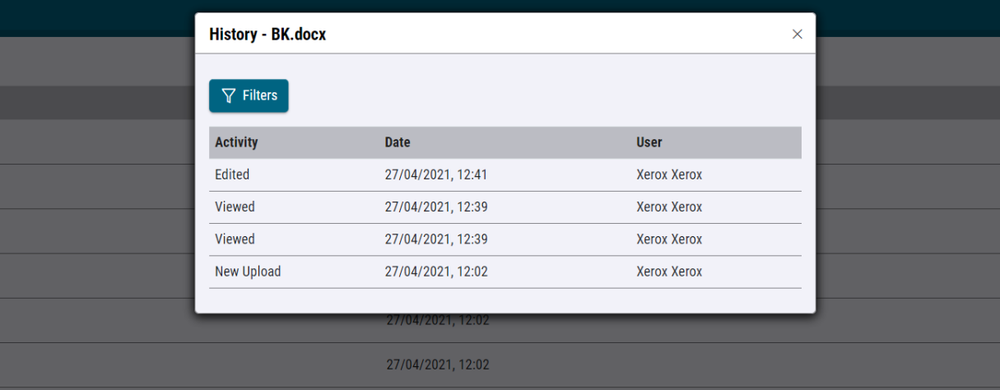 History - BK.docx
Filters
Activity Date User
Edited 27/04/2021, 12:41 Xerox Xerox
Viewed 27/04/2021, 12:39 Xerox Xerox
Viewed 27/04/2021, 12:39 Xerox Xerox
New Upload 27/04/2021, 12:02 Xerox Xerox
27/04/2021, 12:02
27/04/2021, 12:02